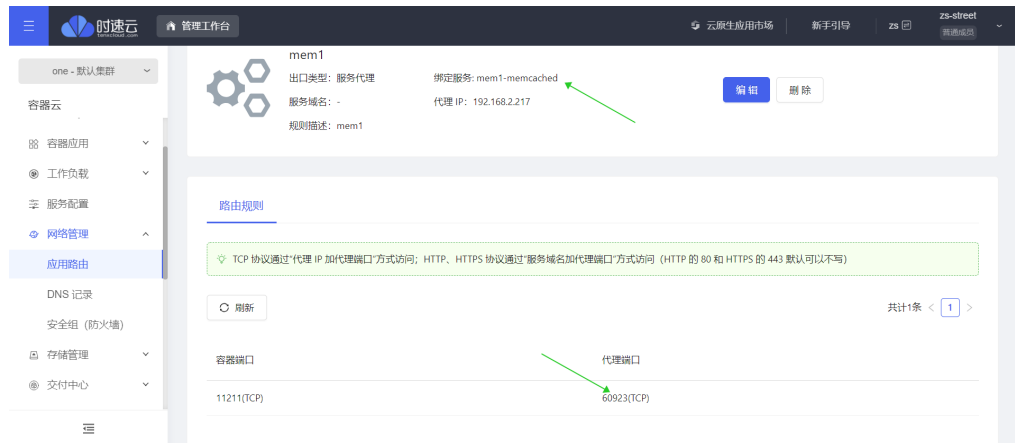 时速云
tenxcloud.com
管理工作台
云原生应用市场
新手引导
zs
zs-street
普通成员
one - 默认集群
容器云
容器应用
工作负载
服务配置
网络管理
应用路由
DNS 记录
安全组（防火墙）
存储管理
交付中心
mem1
出口类型：服务代理
绑定服务: mem1-memcached
服务域名：-
代理 IP：192.168.2.217
规则描述：mem1
编 辑
删 除
路由规则
TCP 协议通过“代理 IP 加代理端口”方式访问；HTTP、HTTPS 协议通过“服务域名加代理端口”方式访问（HTTP 的 80 和 HTTPS 的 443 默认可以不写）
刷新
共计1条 < 1 >
容器端口 代理端口
11211(TCP) 60923(TCP)